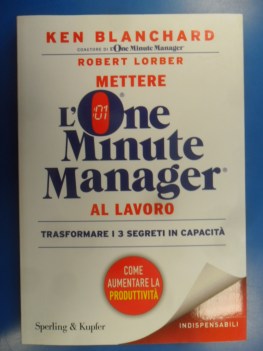 KEN BLANCHARD
COAUTORE DI l'One Minute Manager
ROBERT LORBER
METTERE
L'One®
01
MINUTE
MANAGER®
AL LAVORO
TRASFORMARE I 3 SEGRETI IN CAPACITÀ
COME
AUMENTARE LA
PRODUTTIVITÀ
Sperling & Kupfer
INDISPENSABILI